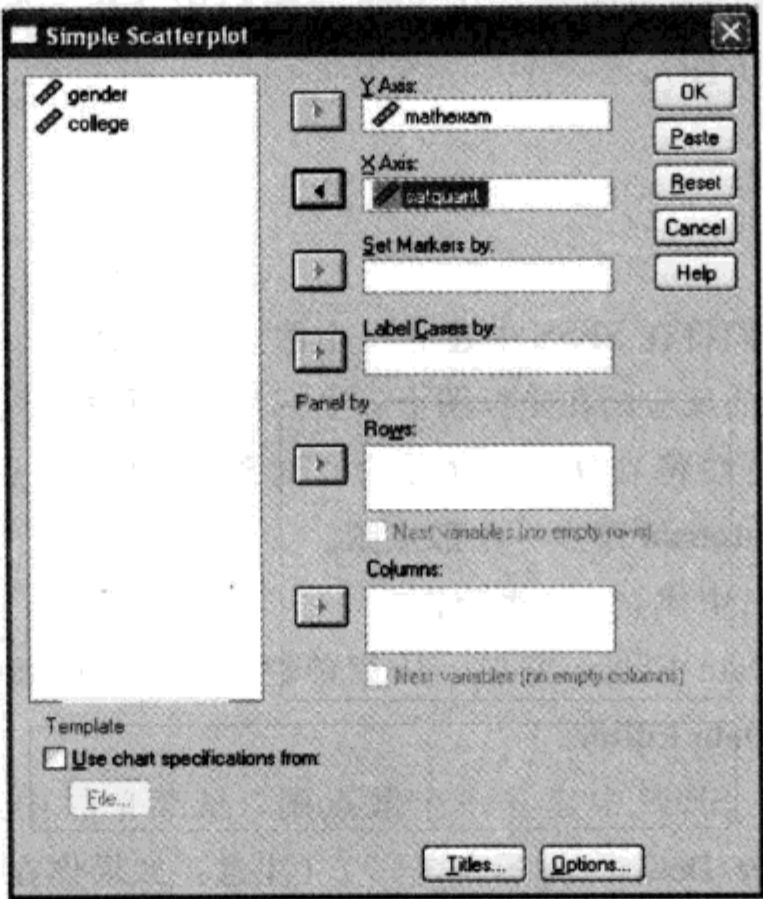 Simple Scatterplot
gender
college
Y Axis:
mathexam
X Axis:
satquant
Set Markers by:
Label Cases by:
Panel by
Rows:
Nest variables (no empty rows)
Columns:
Nest variables (no empty columns)
Template
Use chart specifications from:
File...
OK
Paste
Reset
Cancel
Help
Titles...
Options...